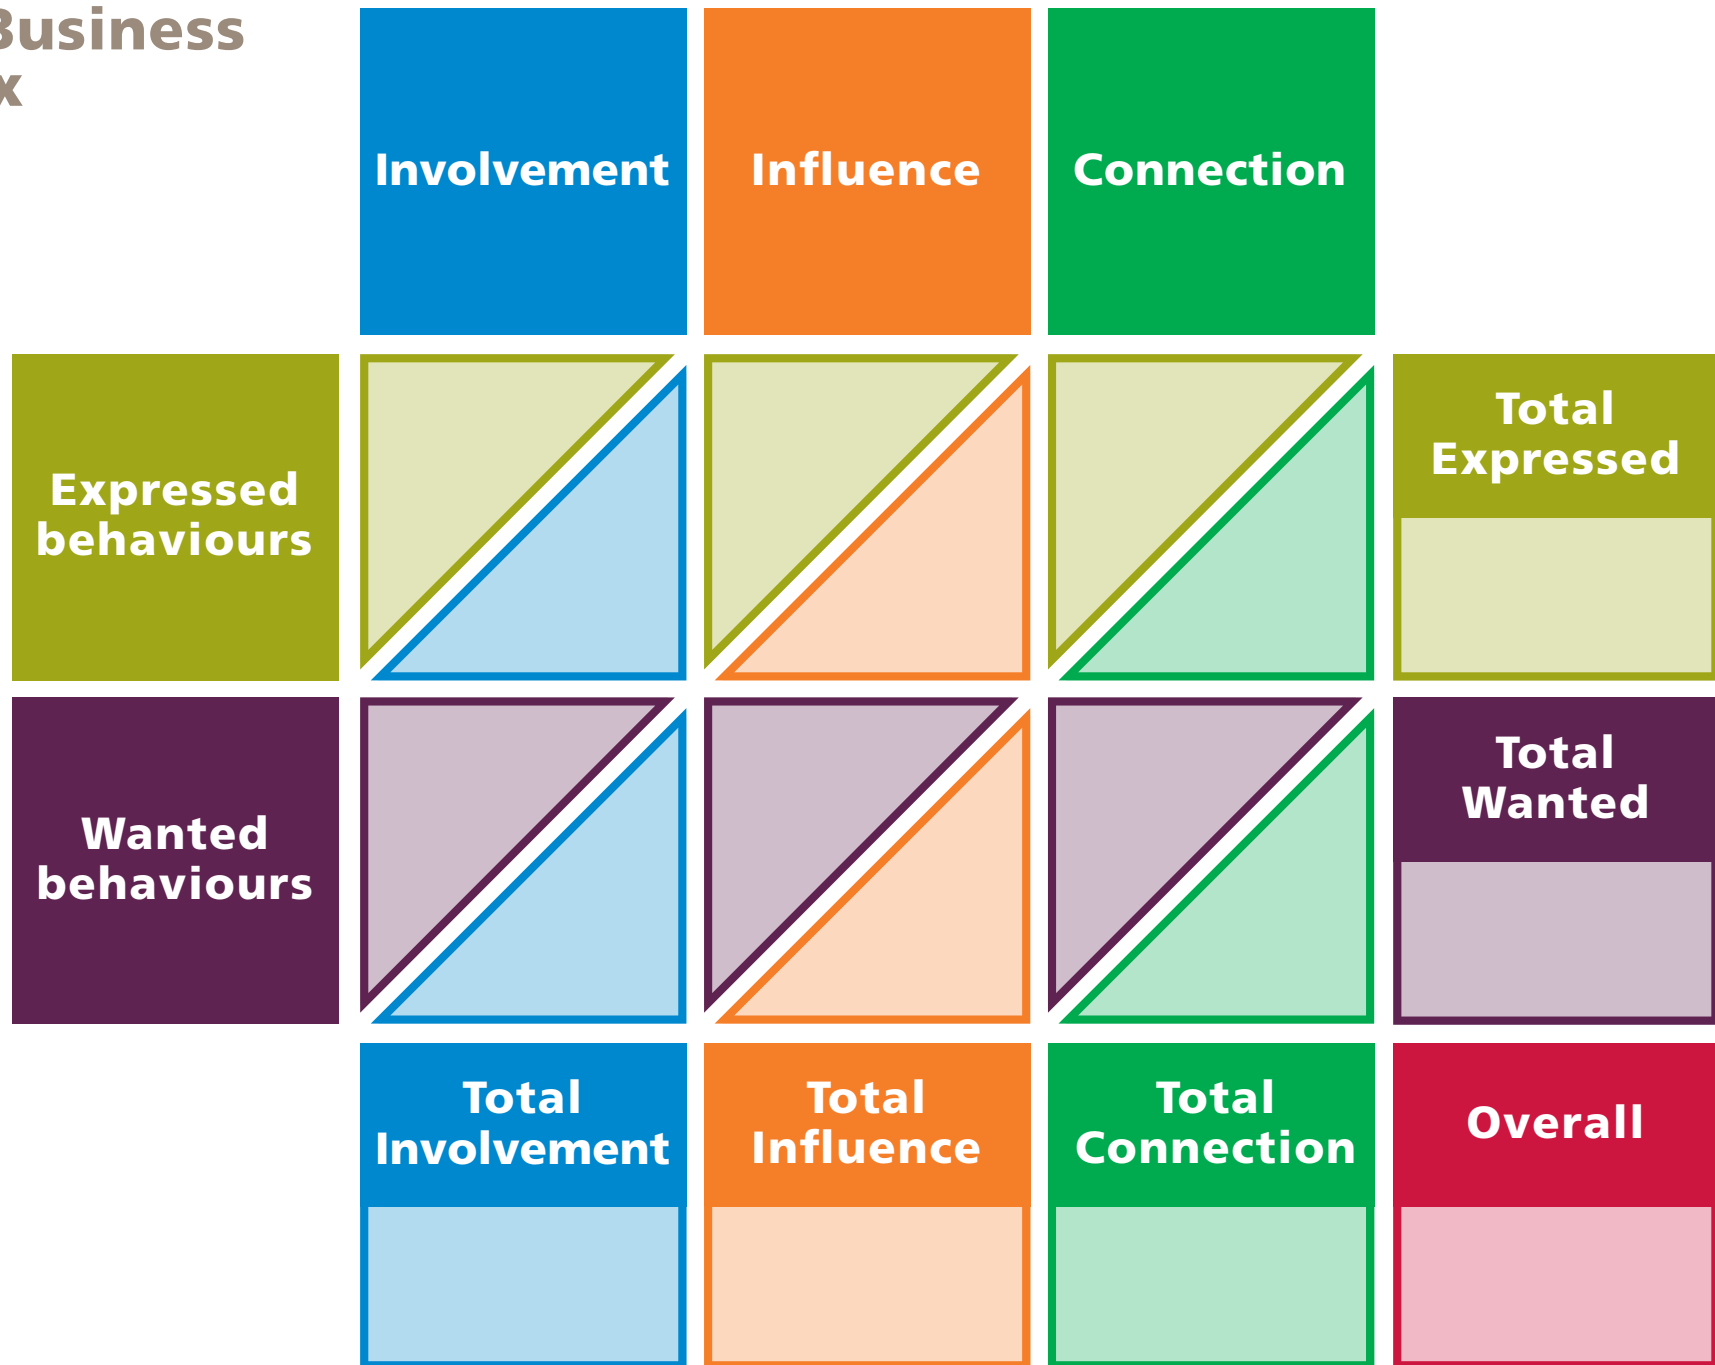 Business
x
Involvement
Influence
Connection
Expressed
behaviours
Total
Expressed
Wanted
behaviours
Total
Wanted
Total
Involvement
Total
Influence
Total
Connection
Overall